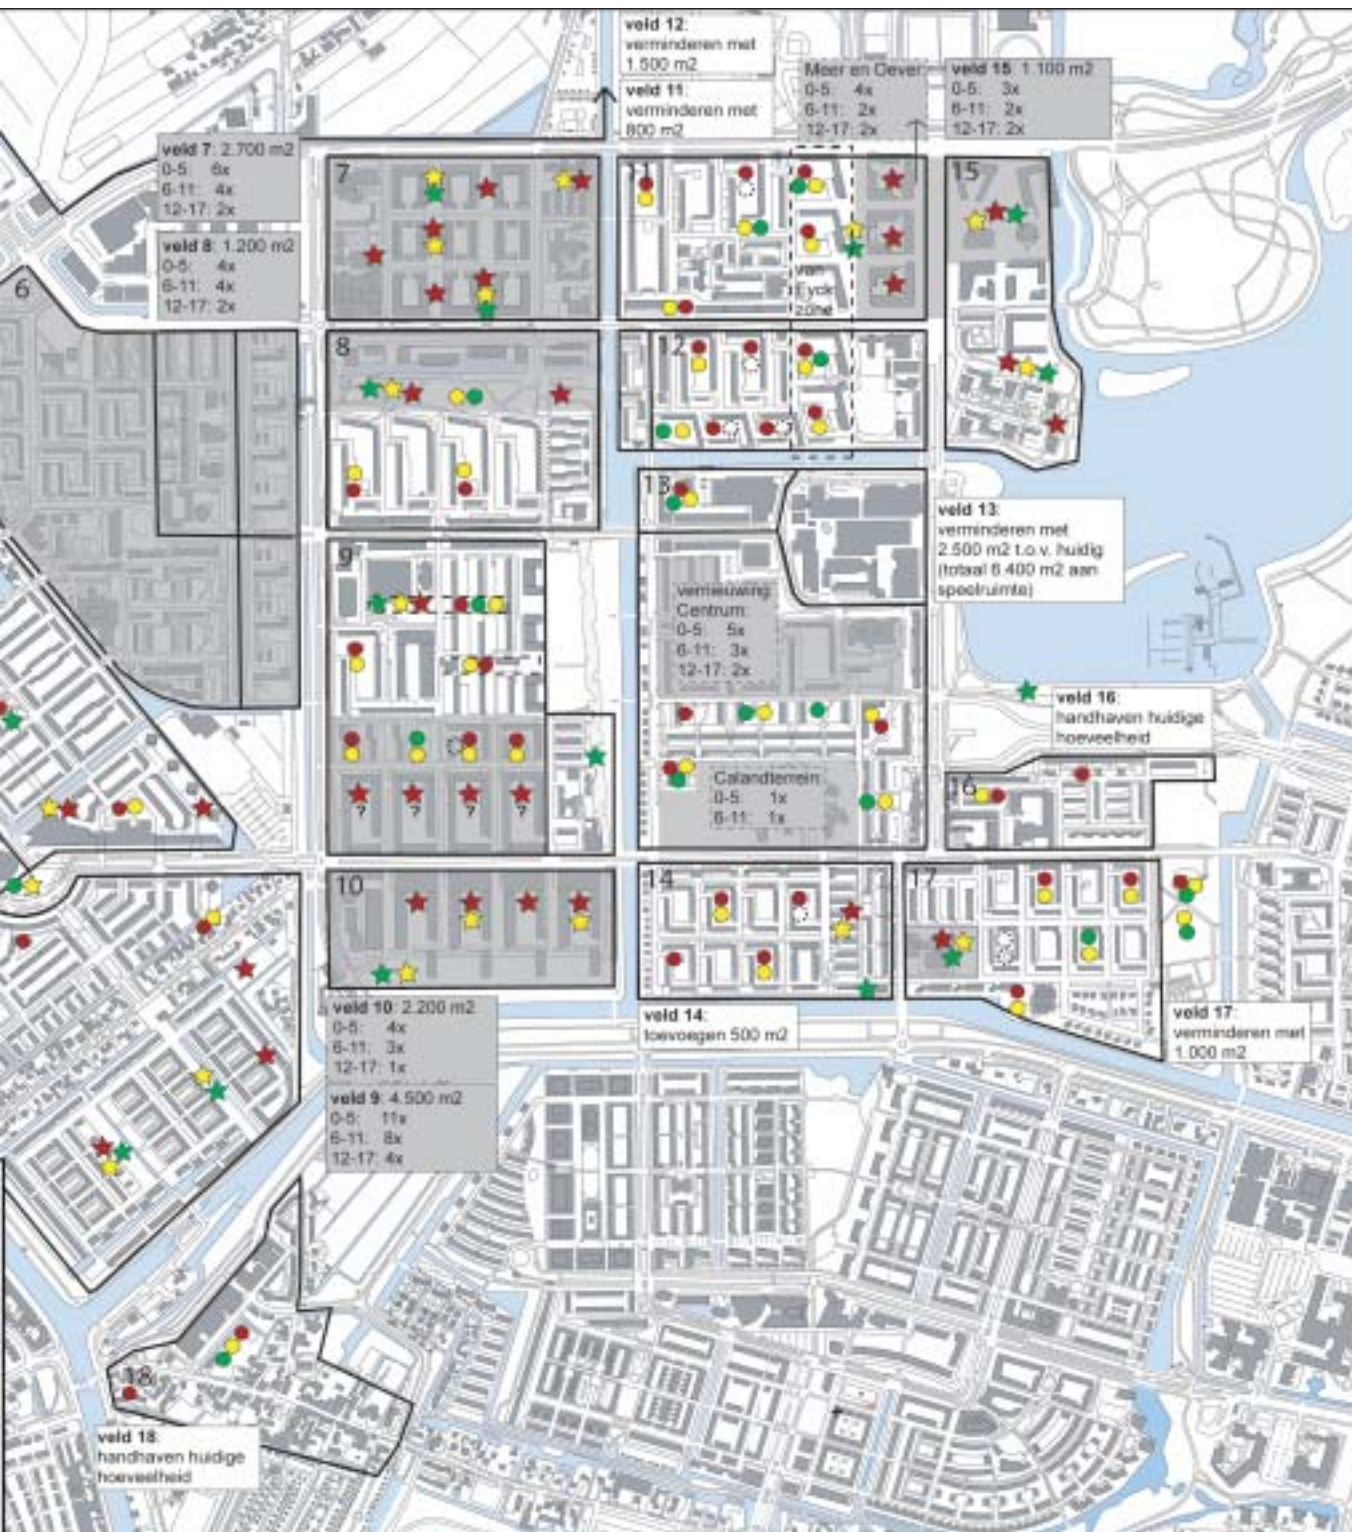 veld 12:
verminderen met
1.500 m2
veld 11:
verminderen met
800 m2
Meer en Oever:
0-5: 4x
6-11: 2x
12-17: 2x
veld 15: 1.100 m2
0-5: 3x
6-11: 2x
12-17: 2x
veld 7: 2.700 m2
0-5: 6x
6-11: 4x
12-17: 2x
veld 8: 1.200 m2
0-5: 4x
6-11: 4x
12-17: 2x
7
11
15
van
Eyck
zone
6
8
12
13
veld 13:
verminderen met
2.500 m2 t.o.v. huidig
(totaal 6.400 m2 aan
speelruimte)
9
vernieuwing
Centrum:
0-5: 5x
6-11: 3x
12-17: 2x
veld 16:
handhaven huidige
hoeveelheid
Calandterrein:
0-5: 1x
6-11: 1x
16
? ? ? ?
10
14
17
veld 10: 2.200 m2
0-5: 4x
6-11: 3x
12-17: 1x
veld 14:
toevoegen 500 m2
veld 17:
verminderen met
1.000 m2
veld 9: 4.500 m2
0-5: 11x
6-11: 8x
12-17: 4x
18
veld 18:
handhaven huidige
hoeveelheid